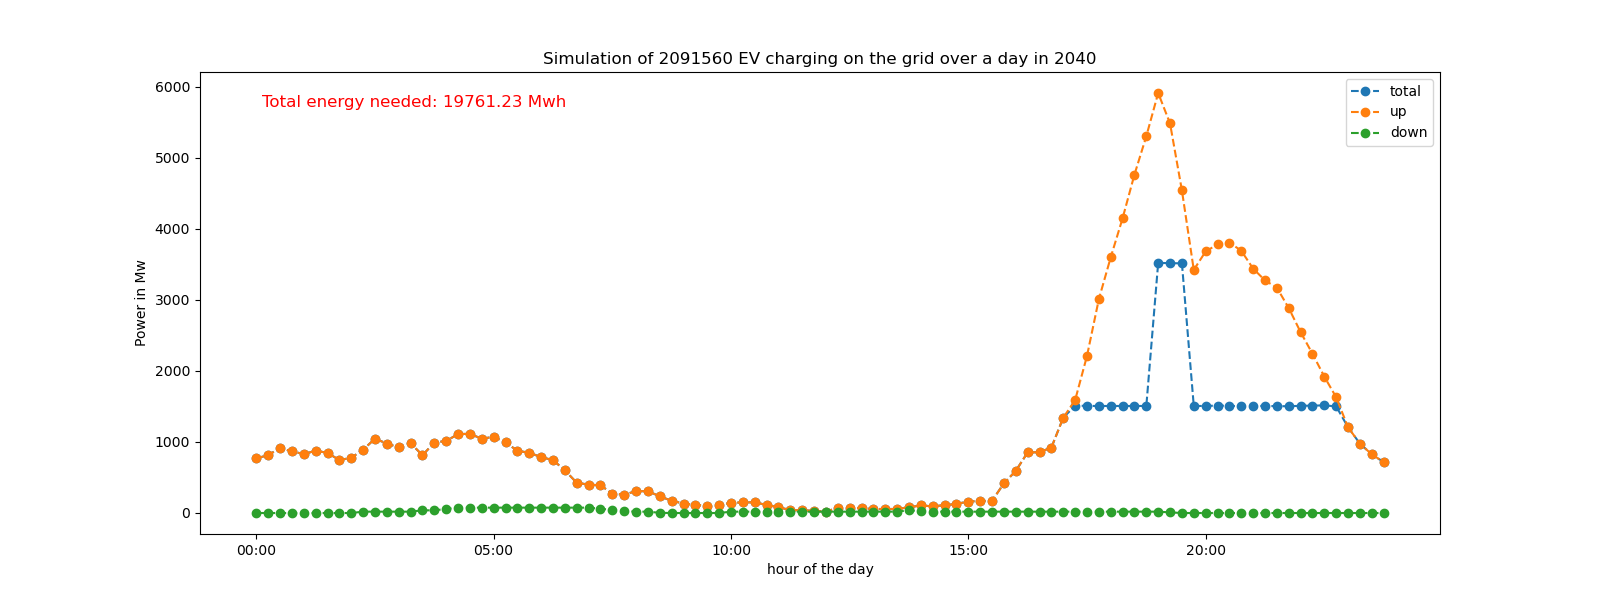 Simulation of 2091560 EV charging on the grid over a day in 2040
Total energy needed: 19761.23 Mwh
total
up
down
6000
5000
4000
3000
2000
1000
0
Power in Mw
00:00
05:00
10:00
15:00
20:00
hour of the day